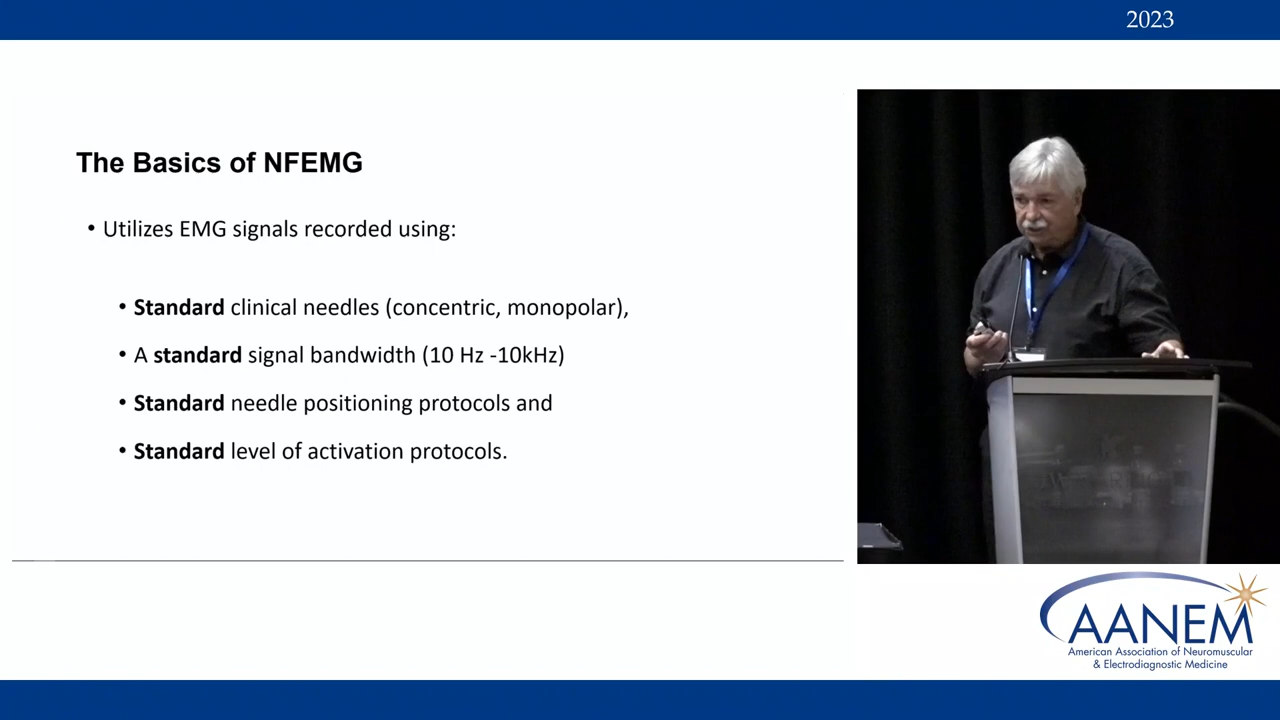 2023
The Basics of NFEMG
• Utilizes EMG signals recorded using:
• Standard clinical needles (concentric, monopolar),
• A standard signal bandwidth (10 Hz -10kHz)
• Standard needle positioning protocols and
• Standard level of activation protocols.
AANEM
American Association of Neuromuscular
& Electrodiagnostic Medicine